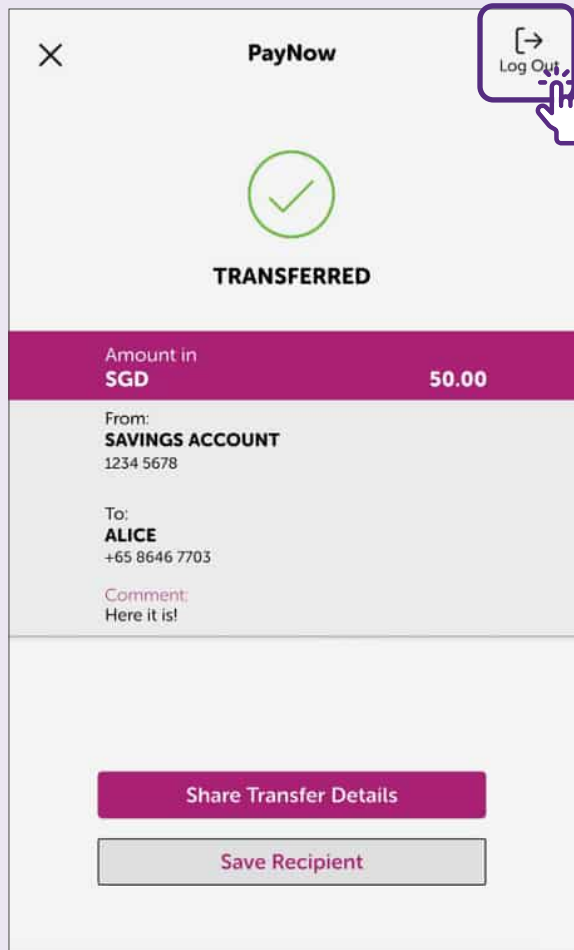 PayNow
Log Out
TRANSFERRED
Amount in
SGD 50.00
From:
SAVINGS ACCOUNT
1234 5678
To:
ALICE
+65 8646 7703
Comment:
Here it is!
Share Transfer Details
Save Recipient